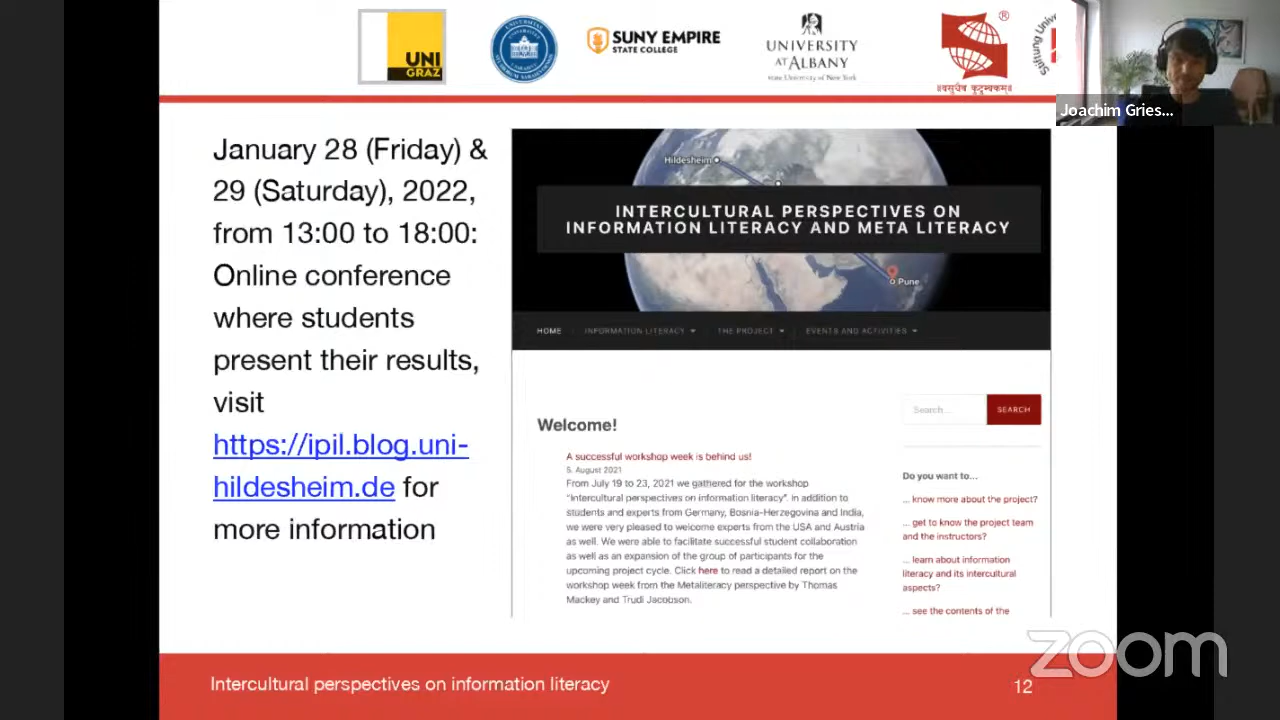 UNI
GRAZ
SUNY EMPIRE
STATE COLLEGE
UNIVERSITY
AT ALBANY
State University of New York
®
॥वसुधैव कुटुम्बकम्॥
Stiftung Univer
Joachim Gries...
January 28 (Friday) &
29 (Saturday), 2022,
from 13:00 to 18:00:
Online conference
where students
present their results,
visit
https://ipil.blog.uni-
hildesheim.de for
more information
Hildesheim
INTERCULTURAL PERSPECTIVES ON
INFORMATION LITERACY AND META LITERACY
Pune
HOME INFORMATION LITERACY THE PROJECT EVENTS AND ACTIVITIES
Search...
SEARCH
Welcome!
A successful workshop week is behind us!
5. August 2021
From July 19 to 23, 2021 we gathered for the workshop
"Intercultural perspectives on information literacy". In addition to
students and experts from Germany, Bosnia-Herzegovina and India,
we were very pleased to welcome experts from the USA and Austria
as well. We were able to facilitate successful student collaboration
as well as an expansion of the group of participants for the
upcoming project cycle. Click here to read a detailed report on the
workshop week from the Metaliteracy perspective by Thomas
Mackey and Trudi Jacobson.
Do you want to...
... know more about the project?
... get to know the project team
and the instructors?
... learn about information
literacy and its intercultural
aspects?
... see the contents of the
zoom
Intercultural perspectives on information literacy
12